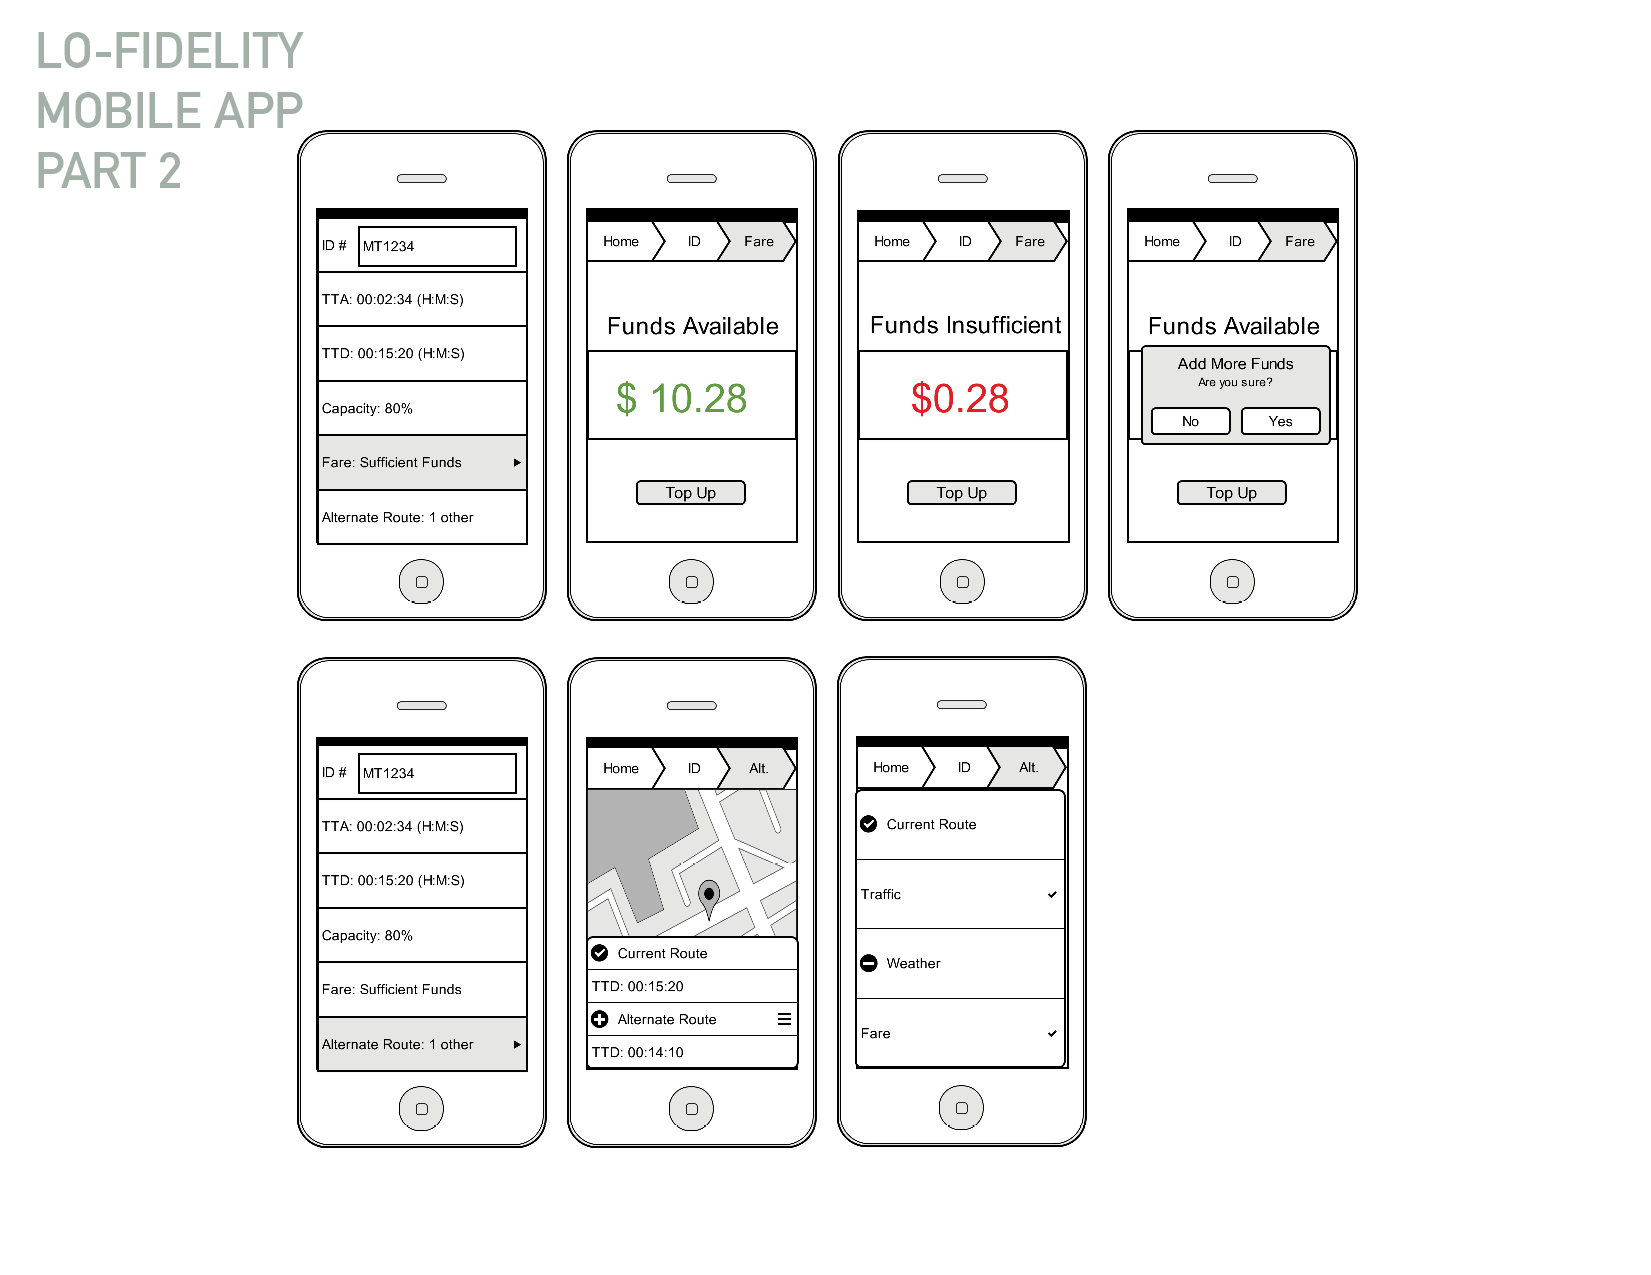 LO-FIDELITY
MOBILE APP
PART 2
ID # MT1234
TTA: 00:02:34 (H:M:S)
TTD: 00:15:20 (H:M:S)
Capacity: 80%
Fare: Sufficient Funds
Alternate Route: 1 other
Home ID Fare
Funds Available
$ 10.28
Top Up
Home ID Fare
Funds Insufficient
$0.28
Top Up
Home ID Fare
Funds Available
Add More Funds
Are you sure?
No Yes
Top Up
ID # MT1234
TTA: 00:02:34 (H:M:S)
TTD: 00:15:20 (H:M:S)
Capacity: 80%
Fare: Sufficient Funds
Alternate Route: 1 other
Home ID Alt.
Current Route
TTD: 00:15:20
Alternate Route
TTD: 00:14:10
Home ID Alt.
Current Route
Traffic
Weather
Fare